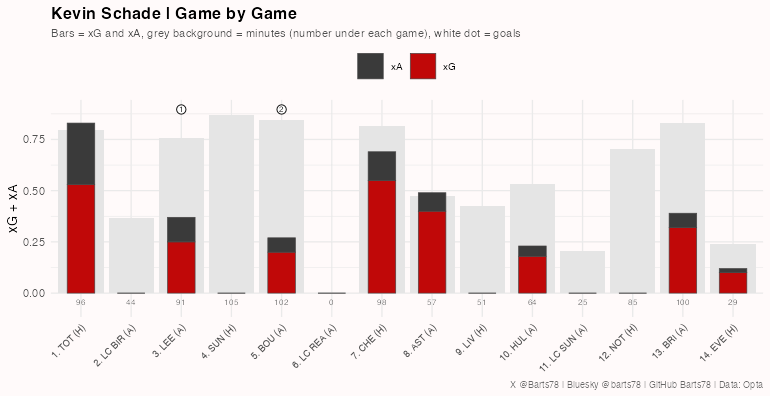 Kevin Schade | Game by Game
Bars = xG and xA, grey background = minutes (number under each game), white dot = goals
xA xG
1 2
xG + xA
0.75
0.50
0.25
0.00
96 44 91 105 102 0 98 57 51 64 25 85 100 29
1. TOT (H)
2. LC BIR (A)
3. LEE (A)
4. SUN (H)
5. BOU (A)
6. LC REA (A)
7. CHE (H)
8. AST (A)
9. LIV (H)
10. HUL (A)
11. LC SUN (A)
12. NOT (H)
13. BRI (A)
14. EVE (H)
X @Barts78 | Bluesky @barts78 | GitHub Barts78 | Data: Opta